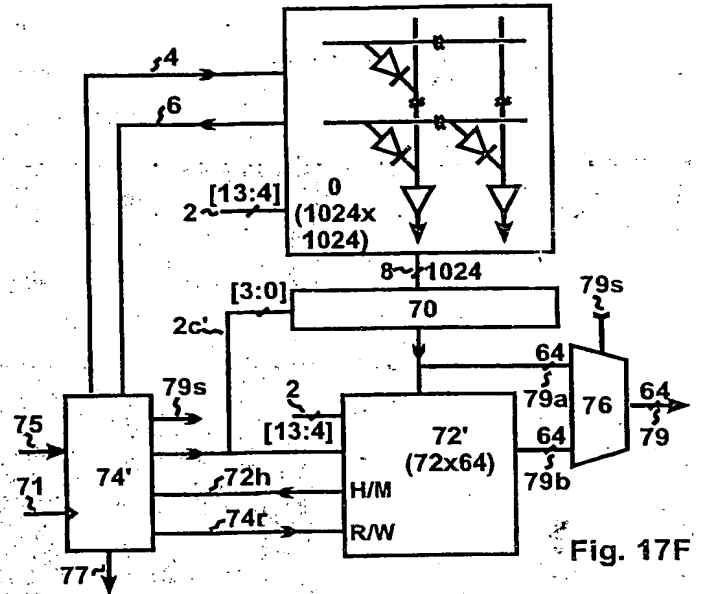 4
6
[13:4]
2
0
(1024x
1024)
8
1024
[3:0]
70
2c'
79s
79s
64
79a
76
64
79
2
[13:4]
72'
(72x64)
64
79b
75
74'
71
72h
H/M
74r
R/W
77
Fig. 17F